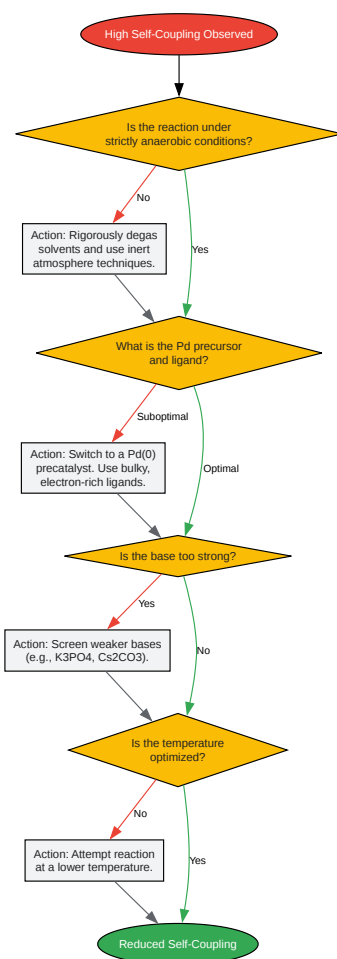 High Self-Coupling Observed
Is the reaction under
strictly anaerobic conditions?
No
Yes
Action: Rigorously degas
solvents and use inert
atmosphere techniques.
What is the Pd precursor
and ligand?
Suboptimal
Optimal
Action: Switch to a Pd(0)
precatalyst. Use bulky,
electron-rich ligands.
Is the base too strong?
Yes
No
Action: Screen weaker bases
(e.g., K3PO4, Cs2CO3).
Is the temperature
optimized?
No
Yes
Action: Attempt reaction
at a lower temperature.
Reduced Self-Coupling